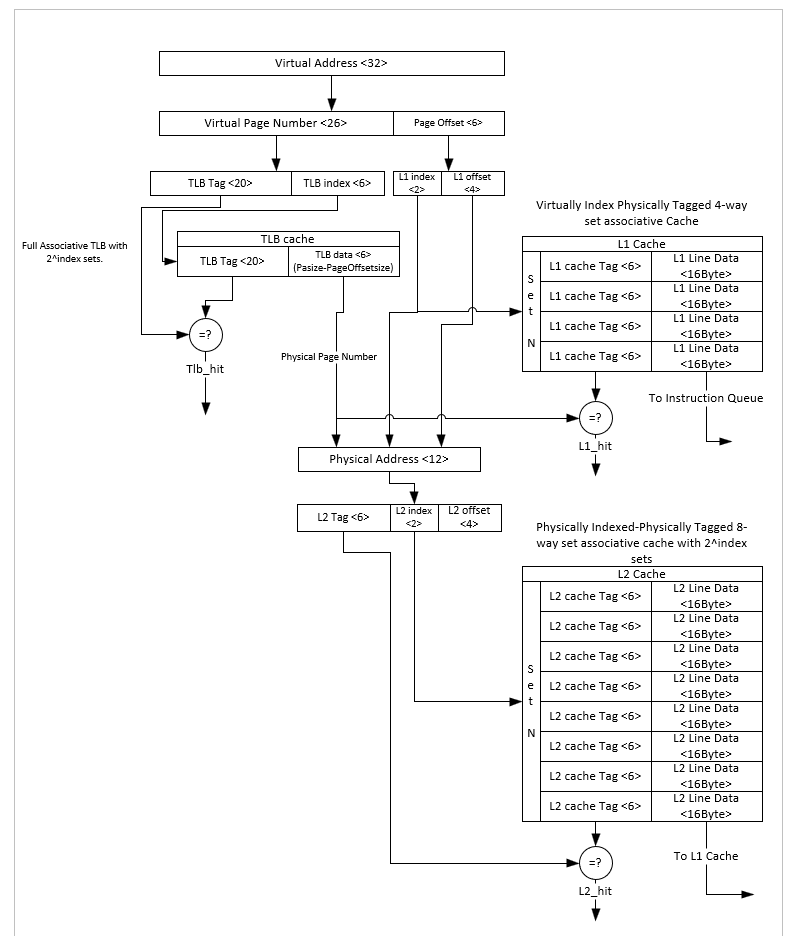 Virtual Address <32>
Virtual Page Number <26>
Page Offset <6>
TLB Tag <20>
TLB index <6>
L1 index
<2>
L1 offset
<4>
Full Associative TLB with
2^index sets.
TLB cache
TLB Tag <20>
TLB data <6>
(Pasize-PageOffsetsize)
=?
Tlb_hit
Physical Page Number
Virtually Index Physically Tagged 4-way
set associative Cache
L1 Cache
S
e
t
N
L1 cache Tag <6>
L1 Line Data
<16Byte>
L1 cache Tag <6>
L1 Line Data
<16Byte>
L1 cache Tag <6>
L1 Line Data
<16Byte>
L1 cache Tag <6>
L1 Line Data
<16Byte>
To Instruction Queue
=?
L1_hit
Physical Address <12>
L2 Tag <6>
L2 index
<2>
L2 offset
<4>
Physically Indexed-Physically Tagged 8-
way set associative cache with 2^index
sets
L2 Cache
S
e
t
N
L2 cache Tag <6>
L2 Line Data
<16Byte>
L2 cache Tag <6>
L2 Line Data
<16Byte>
L2 cache Tag <6>
L2 Line Data
<16Byte>
L2 cache Tag <6>
L2 Line Data
<16Byte>
L2 cache Tag <6>
L2 Line Data
<16Byte>
L2 cache Tag <6>
L2 Line Data
<16Byte>
L2 cache Tag <6>
L2 Line Data
<16Byte>
L2 cache Tag <6>
L2 Line Data
<16Byte>
=?
To L1 Cache
L2_hit